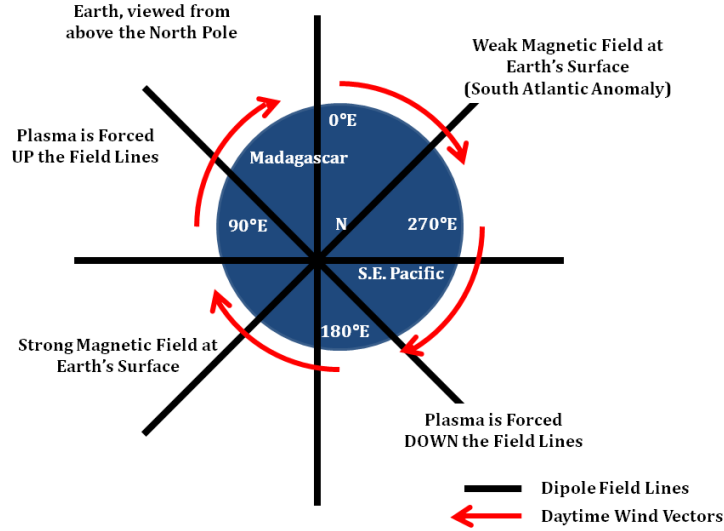 Earth, viewed from
above the North Pole
Weak Magnetic Field at
Earth's Surface
(South Atlantic Anomaly)
0°E
Plasma is Forced
UP the Field Lines
Madagascar
90°E
N
270°E
S.E. Pacific
180°E
Strong Magnetic Field at
Earth's Surface
Plasma is Forced
DOWN the Field Lines
Dipole Field Lines
Daytime Wind Vectors